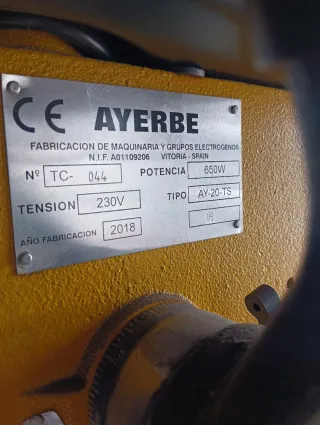 CE AYERBE
FABRICACION DE MAQUINARIA Y GRUPOS ELECTROGENOS
N.I.F. A01109206 VITORIA - SPAIN
Nº TC- 044 POTENCIA 650W
TENSION 230V TIPO AY-20-TS
AÑO FABRICACION 2018 09